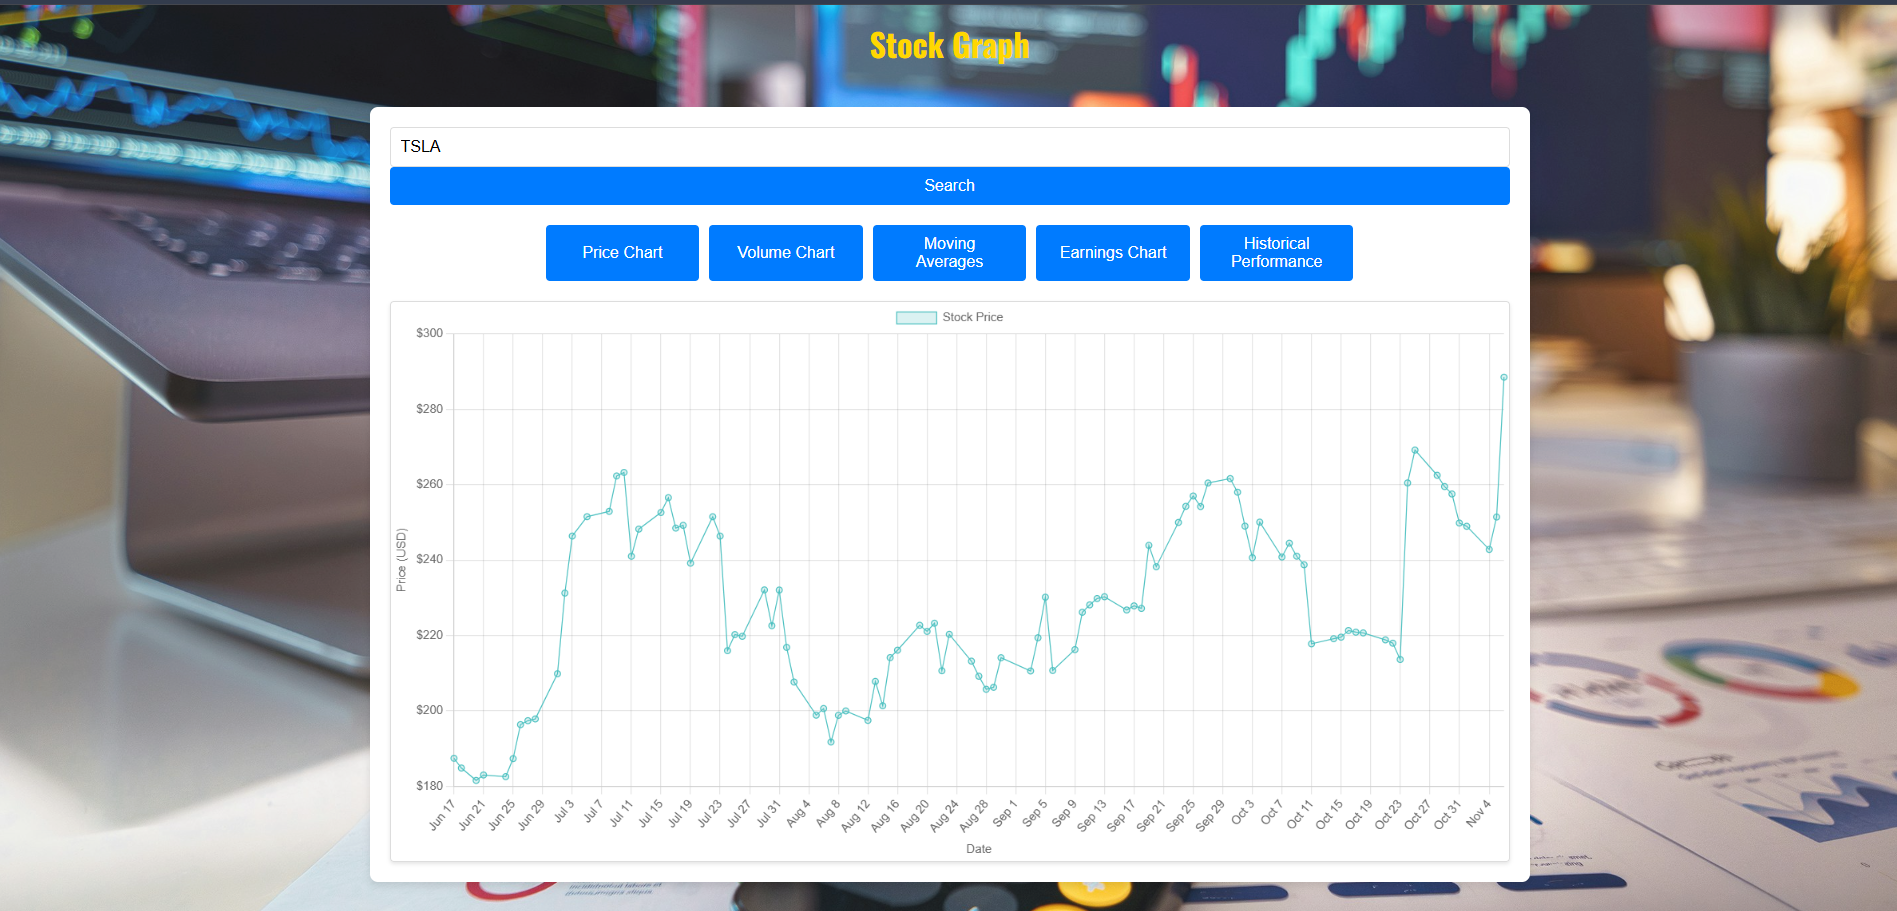 Stock Graph
TSLA
Search
Price Chart
Volume Chart
Moving
Averages
Earnings Chart
Historical
Performance
Stock Price
$300
$280
$260
$240
$220
$200
$180
Price (USD)
Jun 17
Jun 21
Jun 25
Jun 29
Jul 3
Jul 7
Jul 11
Jul 15
Jul 19
Jul 23
Jul 27
Jul 31
Aug 4
Aug 8
Aug 12
Aug 16
Aug 20
Aug 24
Aug 28
Sep 1
Sep 5
Sep 9
Sep 13
Sep 17
Sep 21
Sep 25
Sep 29
Oct 3
Oct 7
Oct 11
Oct 15
Oct 19
Oct 23
Oct 27
Oct 31
Nov 4
Date